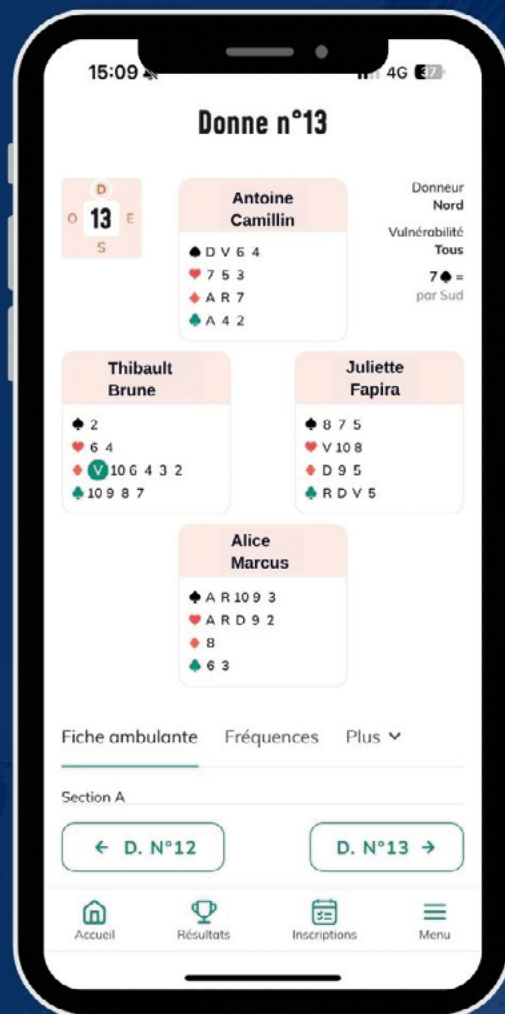 15:09
4G 37
Donne n°13
D
O 13 E
S
Antoine
Camillin
♠ D V 6 4
♥ 7 5 3
♦ A R 7
♣ A 4 2
Donneur
Nord
Vulnérabilité
Tous
7♠ =
par Sud
Thibault
Brune
♠ 2
♥ 6 4
♦ V 10 6 4 3 2
♣ 10 9 8 7
Juliette
Fapira
♠ 8 7 5
♥ V 10 8
♦ D 9 5
♣ R D V 5
Alice
Marcus
♠ A R 10 9 3
♥ A R D 9 2
♦ 8
♣ 6 3
Fiche ambulante Fréquences Plus
Section A
← D. N°12 D. N°13 →
Accueil Résultats Inscriptions Menu